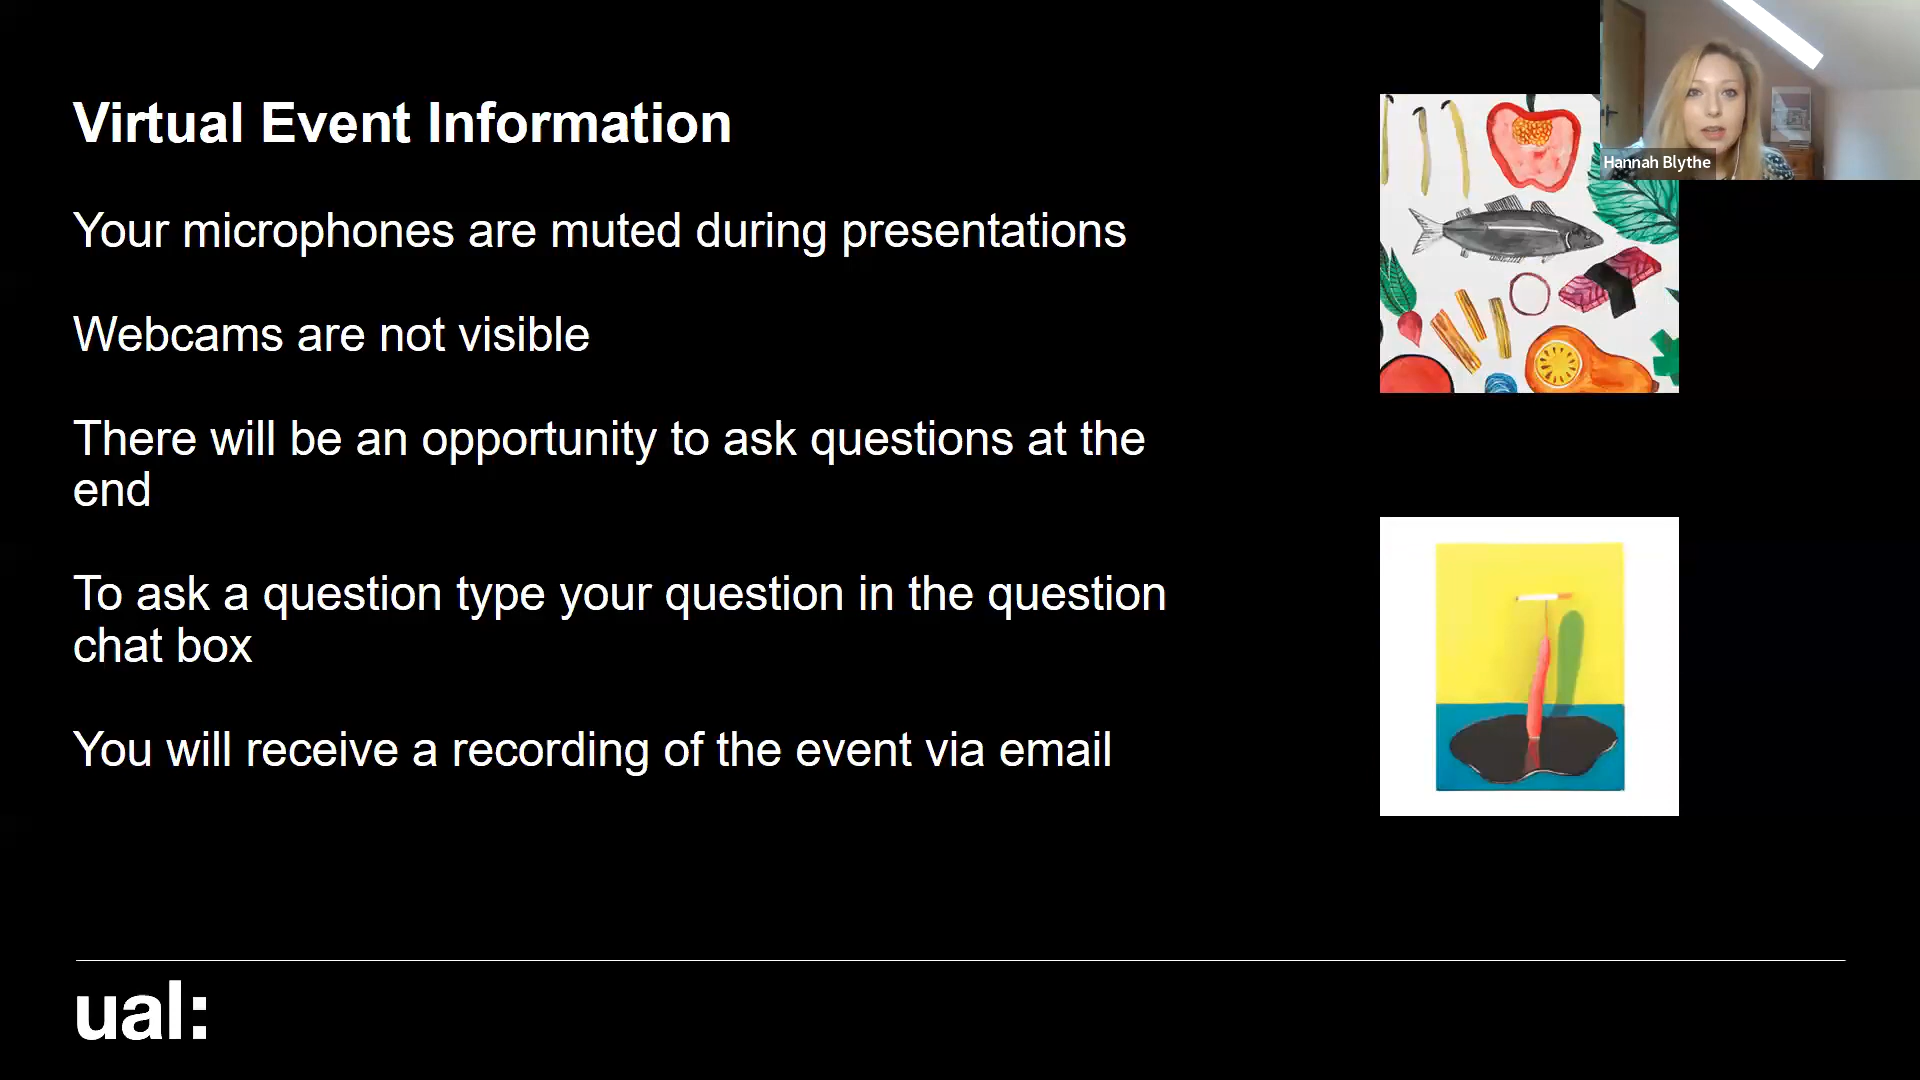 Virtual Event Information
Your microphones are muted during presentations
Webcams are not visible
There will be an opportunity to ask questions at the
end
To ask a question type your question in the question
chat box
You will receive a recording of the event via email
Hannah Blythe
ual: